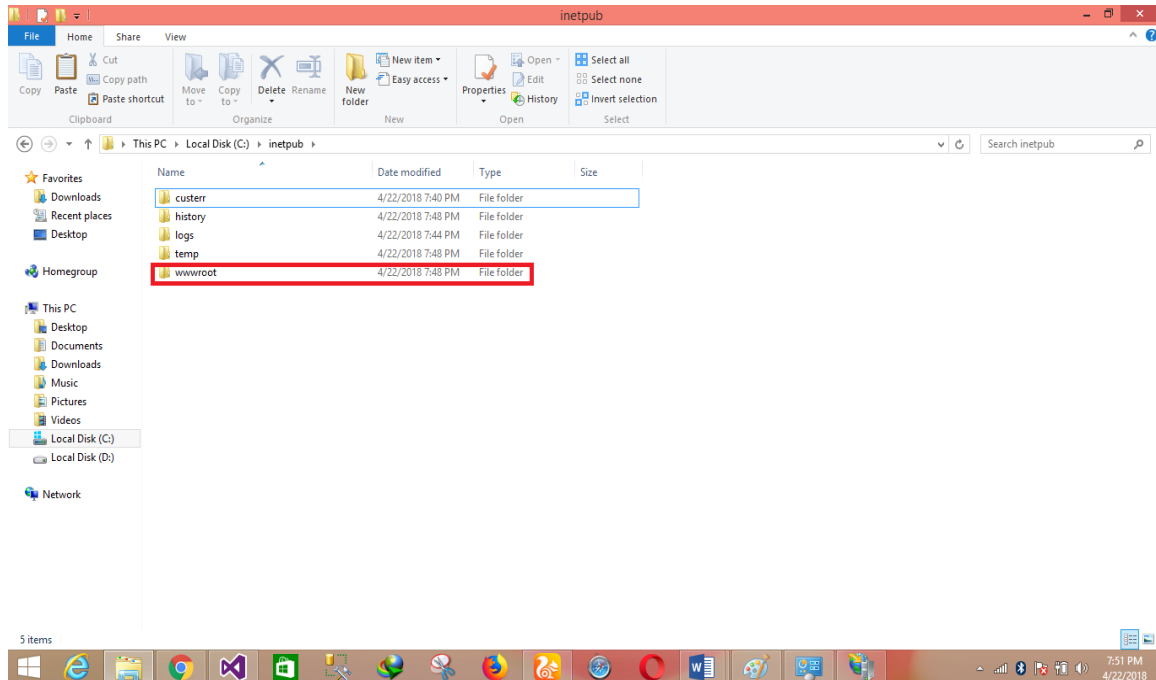 inetpub
File Home Share View
Copy
Paste
Cut
Copy path
Paste shortcut
Clipboard
Move to
Copy to
Delete
Rename
Organize
New folder
New item
Easy access
New
Properties
Open
Edit
History
Open
Select all
Select none
Invert selection
Select
This PC Local Disk (C:) inetpub
Search inetpub
Favorites
Downloads
Recent places
Desktop
Homegroup
This PC
Desktop
Documents
Downloads
Music
Pictures
Videos
Local Disk (C:)
Local Disk (D:)
Network
Name Date modified Type Size
custerr 4/22/2018 7:40 PM File folder
history 4/22/2018 7:48 PM File folder
logs 4/22/2018 7:44 PM File folder
temp 4/22/2018 7:48 PM File folder
wwwroot 4/22/2018 7:48 PM File folder
5 items
7:51 PM
4/22/2018